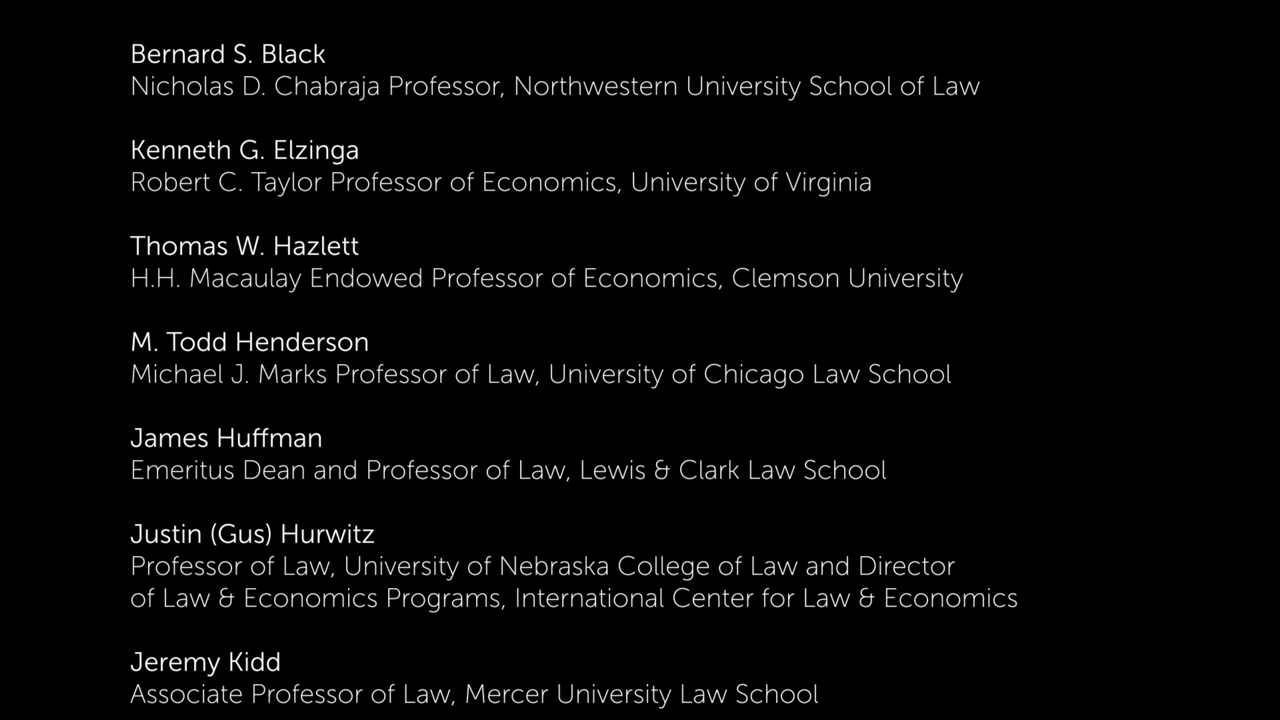 Bernard S. Black
Nicholas D. Chabraja Professor, Northwestern University School of Law
Kenneth G. Elzinga
Robert C. Taylor Professor of Economics, University of Virginia
Thomas W. Hazlett
H.H. Macaulay Endowed Professor of Economics, Clemson University
M. Todd Henderson
Michael J. Marks Professor of Law, University of Chicago Law School
James Huffman
Emeritus Dean and Professor of Law, Lewis & Clark Law School
Justin (Gus) Hurwitz
Professor of Law, University of Nebraska College of Law and Director
of Law & Economics Programs, International Center for Law & Economics
Jeremy Kidd
Associate Professor of Law, Mercer University Law School